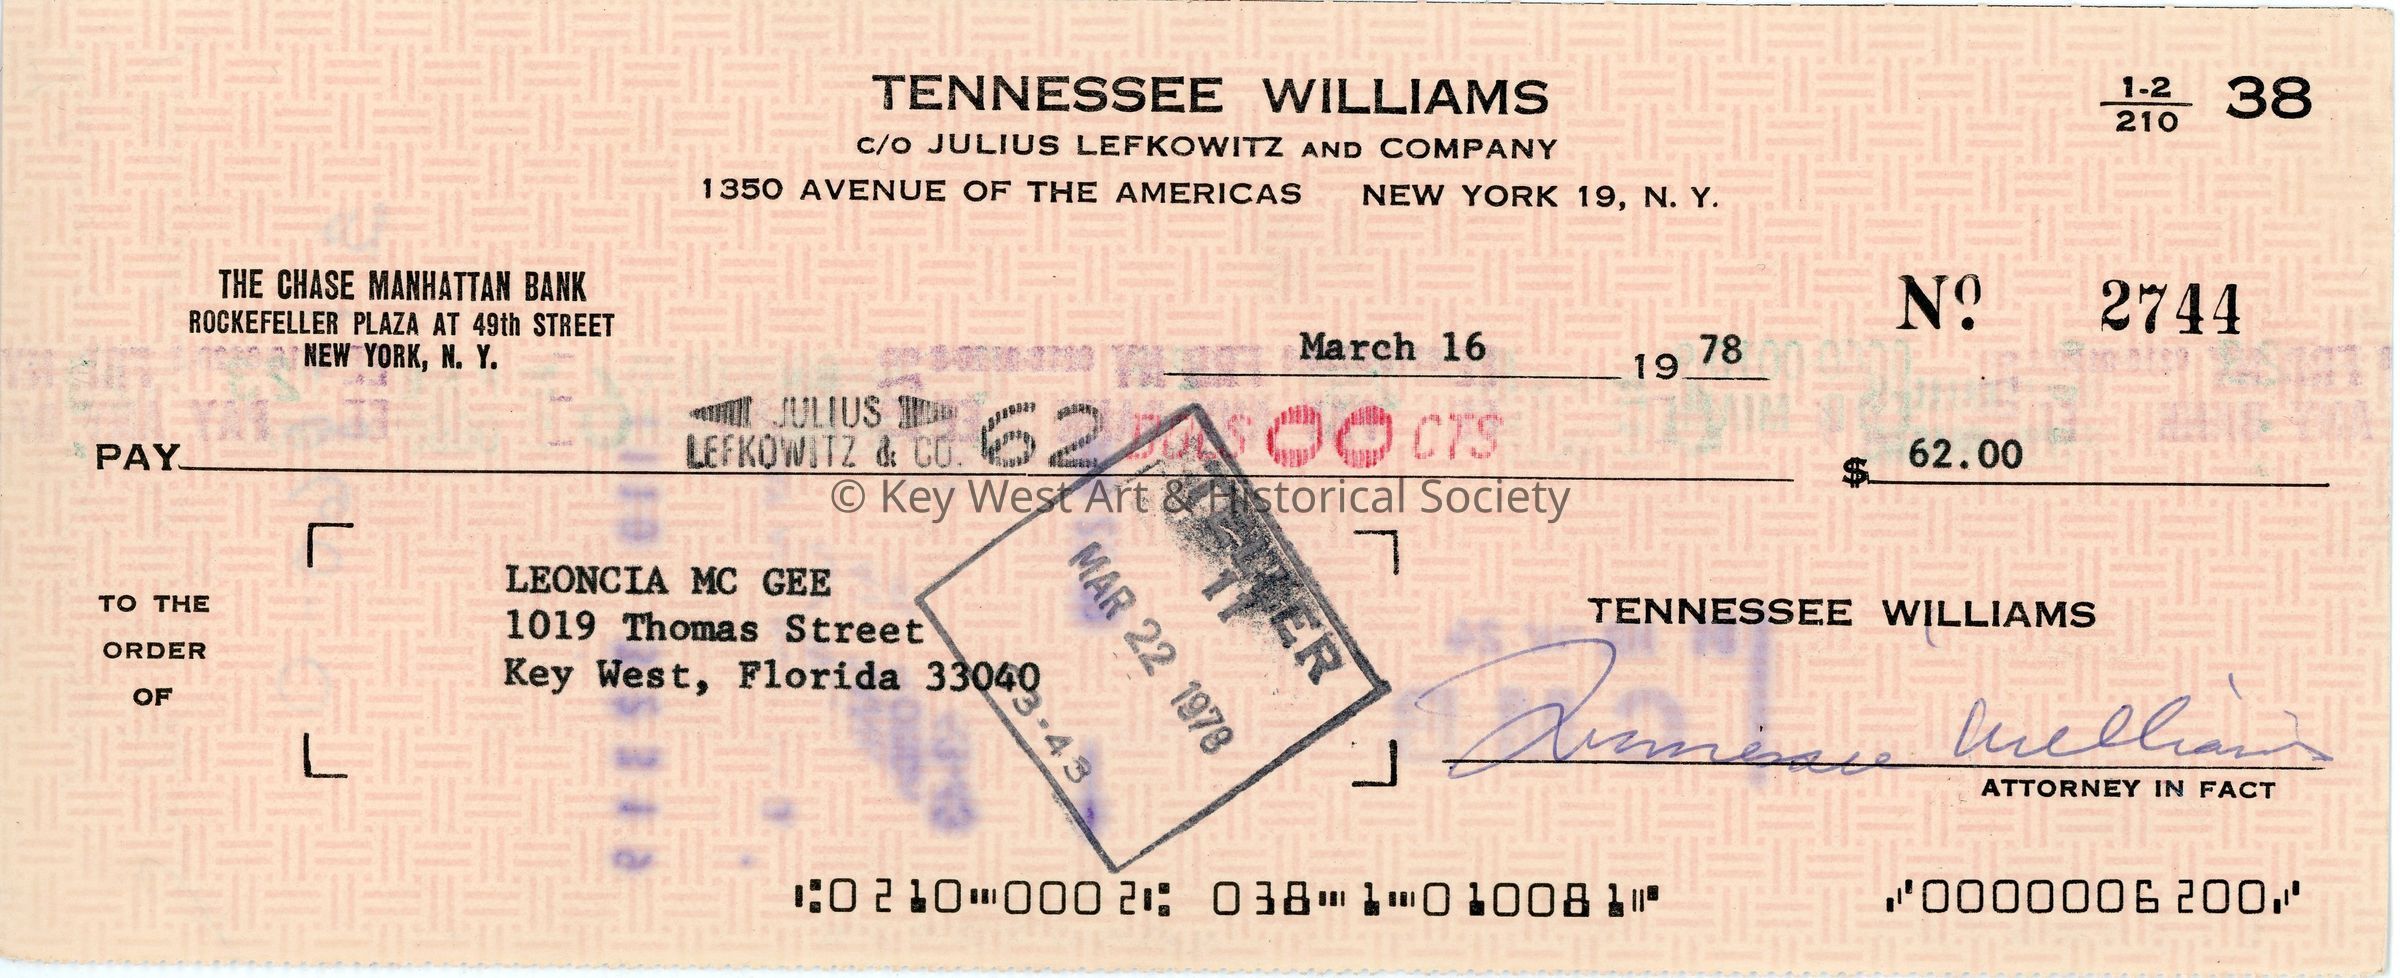 TENNESSEE WILLIAMS
c/o JULIUS LEFKOWITZ AND COMPANY
1350 AVENUE OF THE AMERICAS NEW YORK 19, N. Y.
1-2
210
38
THE CHASE MANHATTAN BANK
ROCKEFELLER PLAZA AT 49th STREET
NEW YORK, N. Y.
Nº 2744
March 16 19 78
PAY
JULIUS
LEFKOWITZ & CO.
62 DOLS 00 CTS
$ 62.00
© Key West Art & Historical Society
TO THE
ORDER
OF
LEONCIA MC GEE
1019 Thomas Street
Key West, Florida 33040
11
MAR 22 1978
63-43
TENNESSEE WILLIAMS
Tennessee Williams
ATTORNEY IN FACT
⑆0210⑉0002⑆ 038⑉1⑉010081⑈ ⑇0000006200⑇